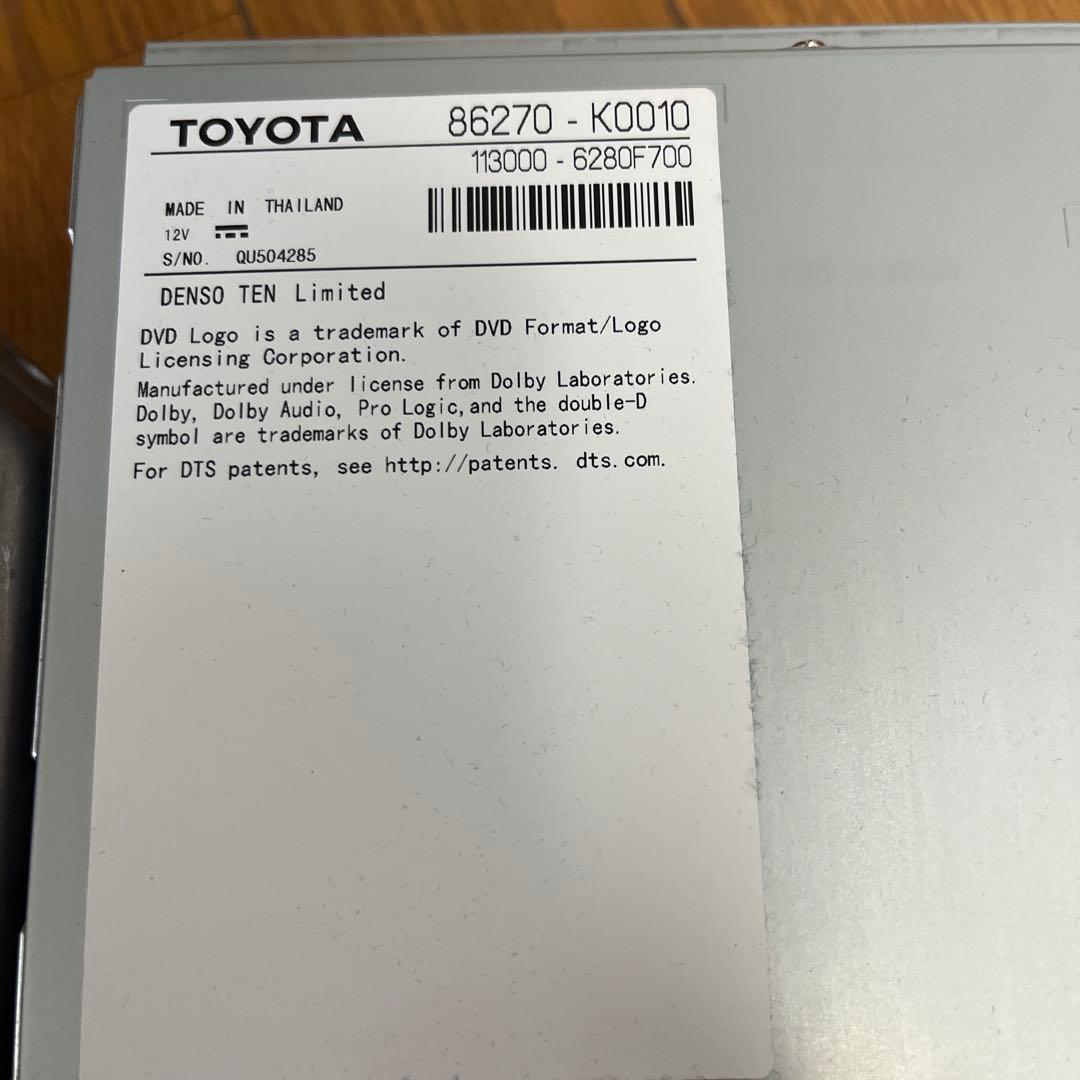 TOYOTA 86270 - K0010
113000 - 6280F700
MADE IN THAILAND
12V
S/NO. QU504285
DENSO TEN Limited
DVD Logo is a trademark of DVD Format/Logo
Licensing Corporation.
Manufactured under license from Dolby Laboratories.
Dolby, Dolby Audio, Pro Logic, and the double-D
symbol are trademarks of Dolby Laboratories.
For DTS patents, see http://patents. dts. com.